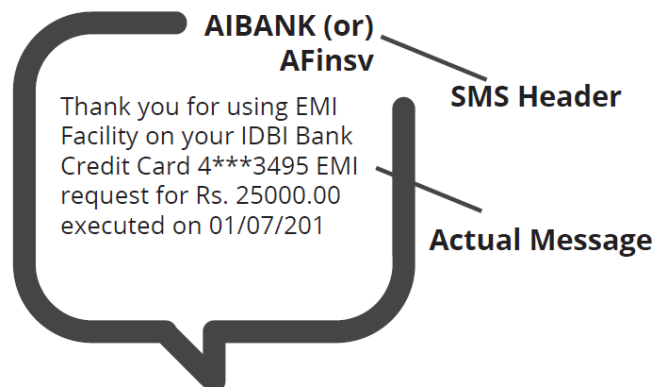 AIBANK (or)
AFinsv
SMS Header
Thank you for using EMI
Facility on your IDBI Bank
Credit Card 4***3495 EMI
request for Rs. 25000.00
executed on 01/07/201
Actual Message